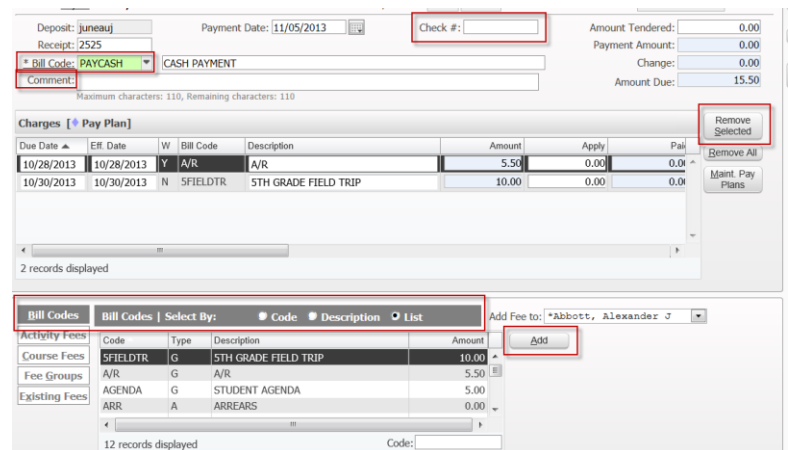 Deposit: juneauj Payment Date: 11/05/2013 Check #: Amount Tendered: 0.00
Receipt: 2525 Payment Amount: 0.00
* Bill Code: PAYCASH CASH PAYMENT Change: 0.00
Comment: Amount Due: 15.50
Maximum characters: 110, Remaining characters: 110
Charges [ Pay Plan]
Remove Selected
Due Date Eff. Date W Bill Code Description Amount Apply Pai
Remove All
10/28/2013 10/28/2013 Y A/R A/R 5.50 0.00 0.0
10/30/2013 10/30/2013 N 5FIELDTR 5TH GRADE FIELD TRIP 10.00 0.00 0.0
Maint. Pay Plans
2 records displayed
Bill Codes Bill Codes | Select By: Code Description List Add Fee to: *Abbott, Alexander J
Activity Fees Code Type Description Amount Add
Course Fees 5FIELDTR G 5TH GRADE FIELD TRIP 10.00
Fee Groups A/R G A/R 5.50
Existing Fees AGENDA G STUDENT AGENDA 5.00
ARR A ARREARS 0.00
12 records displayed Code: